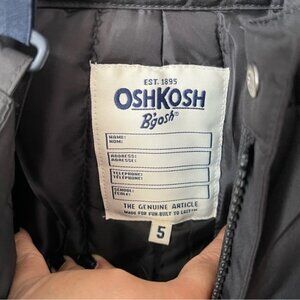 EST. 1895
OSHKOSH
B'gosh®
NAME:
NOM:
ADDRESS:
ADRESSE:
TELEPHONE:
TÉLÉPHONE:
SCHOOL:
ÉCOLE:
THE GENUINE ARTICLE
MADE FOR FUN·BUILT TO LAST™
5